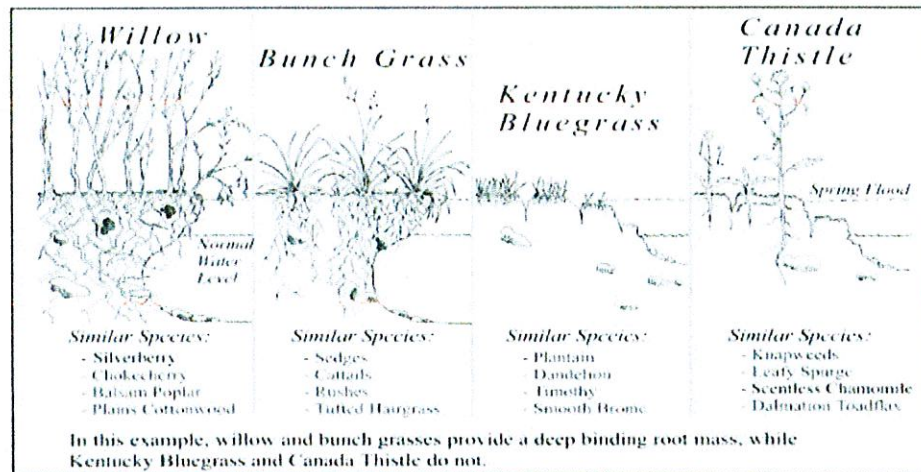 Willow
Bunch Grass
Kentucky
Bluegrass
Canada
Thistle
Spring Flood
Normal
Water
Level
Similar Species:
- Silverberry
- Chokecherry
- Balsam Poplar
- Plains Cottonwood
Similar Species:
- Sedges
- Cattails
- Rushes
- Tufted Hairgrass
Similar Species:
- Plantain
- Dandelion
- Timothy
- Smooth Brome
Similar Species:
- Knapweeds
- Leafy Spurge
- Scentless Chamomile
- Dalmation Toadflax
In this example, willow and bunch grasses provide a deep binding root mass, while
Kentucky Bluegrass and Canada Thistle do not.